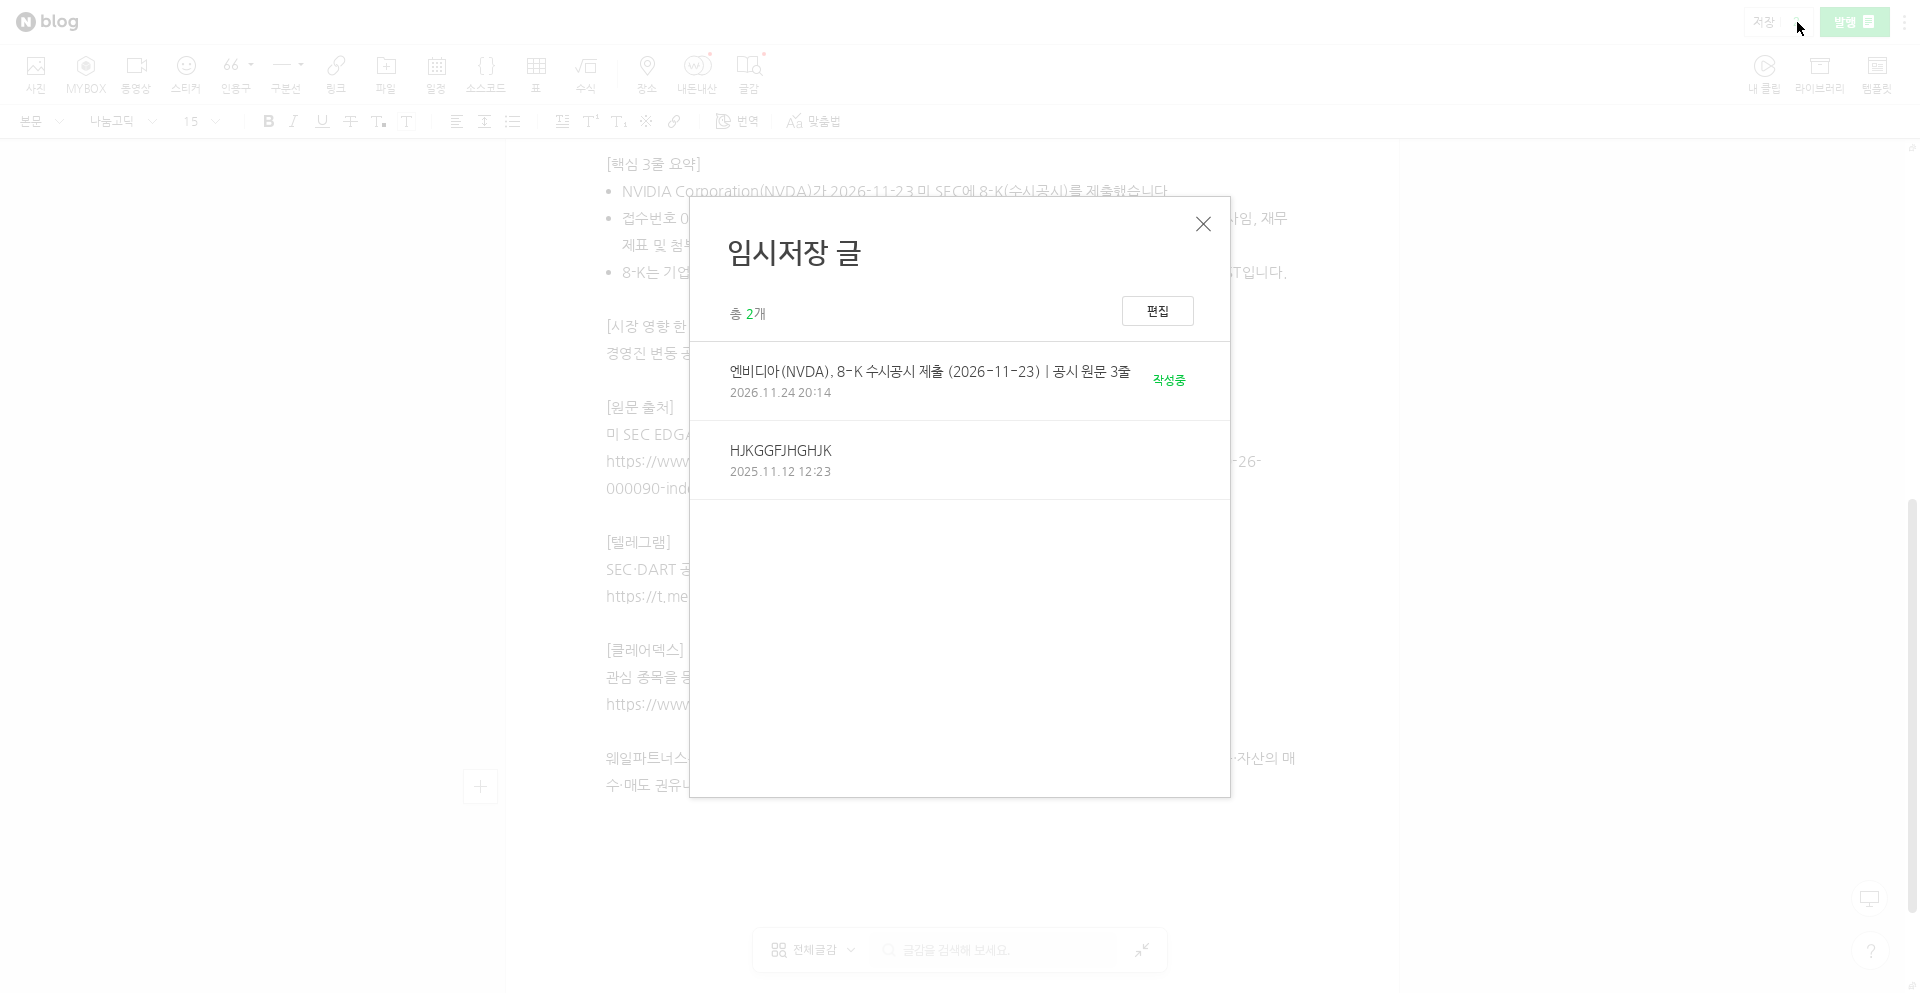 blog
저장
발행
사진
MYBOX
동영상
스티커
66
인용구
구분선
링크
파일
일정
소스코드
표
수식
장소
내돈내산
글감
내 클립
라이브러리
템플릿
본문
나눔고딕
15
번역
맞춤법
[핵심 3줄 요약]
NVIDIA Corporation(NVDA)가 2026-11-23 미 SEC에 8-K(수시공시)를 제출했습니다
접수번호 0
사임, 재무
제표 및 첨부
8-K는 기업
ST입니다.
임시저장 글
총 2개
편집
엔비디아(NVDA), 8-K 수시공시 제출 (2026-11-23) | 공시 원문 3줄
2026.11.24 20:14
작성중
HJKGGFJHGHJK
2025.11.12 12:23
[시장 영향 한
경영진 변동 공
[원문 출처]
미 SEC EDGA
https://www
-26-
000090-inde
[텔레그램]
SEC·DART 공
https://t.me
[클레어덱스]
관심 종목을 등
https://www
웨일파트너스
·자산의 매
수·매도 권유나
전체글감
글감을 검색해 보세요.
?